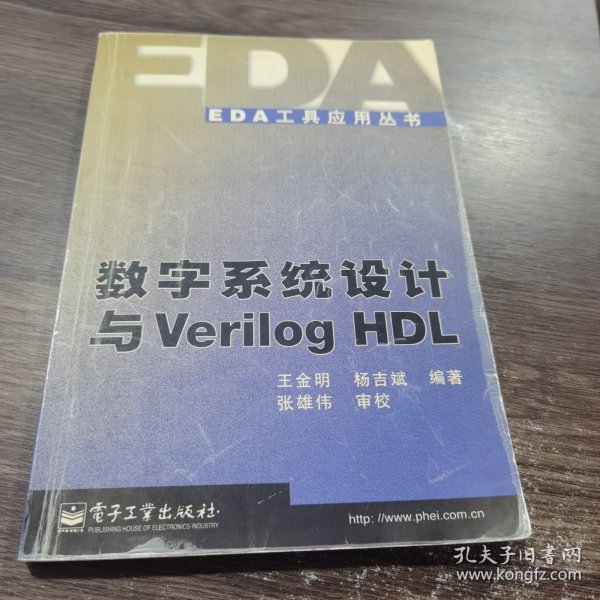 EDA
EDA工具应用丛书
数字系统设计
与Verilog HDL
王金明 杨吉斌 编著
张雄伟 审校
電子工業出版社·
PUBLISHING HOUSE OF ELECTRONICS INDUSTRY
http: //www.phei.com.cn
孔夫子旧书网
www.kongfz.com